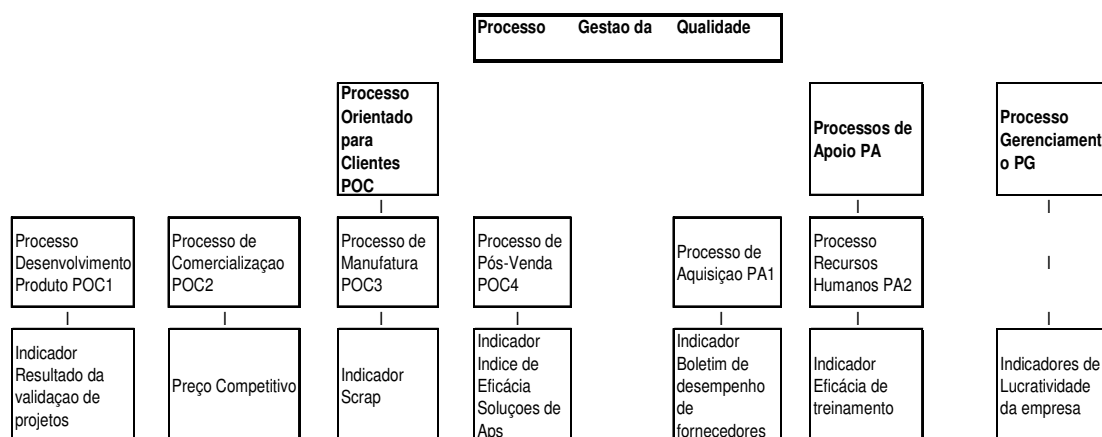 Processo Gestao da Qualidade
Processo
Orientado
para
Clientes
POC
Processos de
Apoio PA
Processo
Gerenciament
o PG
Processo
Desenvolvimento
Produto POC1
Processo de
Comercializaçao
POC2
Processo de
Manufatura
POC3
Processo de
Pós-Venda
POC4
Processo de
Aquisiçao PA1
Processo
Recursos
Humanos PA2
Indicador
Resultado da
validaçao de
projetos
Preço Competitivo
Indicador
Scrap
Indicador
Indice de
Eficácia
Soluçoes de
Aps
Indicador
Boletim de
desempenho
de
fornecedores
Indicador
Eficácia de
treinamento
Indicadores de
Lucratividade
da empresa